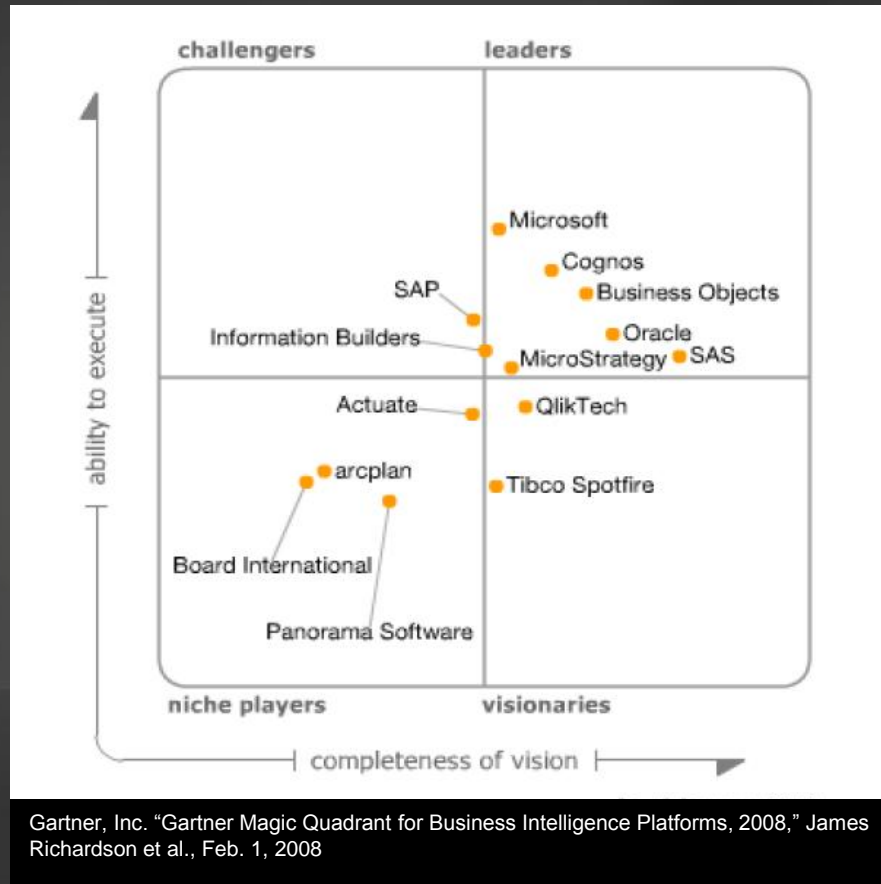 challengers
leaders
Microsoft
Cognos
SAP
Business Objects
Information Builders
Oracle
MicroStrategy
SAS
Actuate
QlikTech
arcplan
Tibco Spotfire
Board International
Panorama Software
ability to execute
niche players
visionaries
completeness of vision
Gartner, Inc. “Gartner Magic Quadrant for Business Intelligence Platforms, 2008,” James
Richardson et al., Feb. 1, 2008